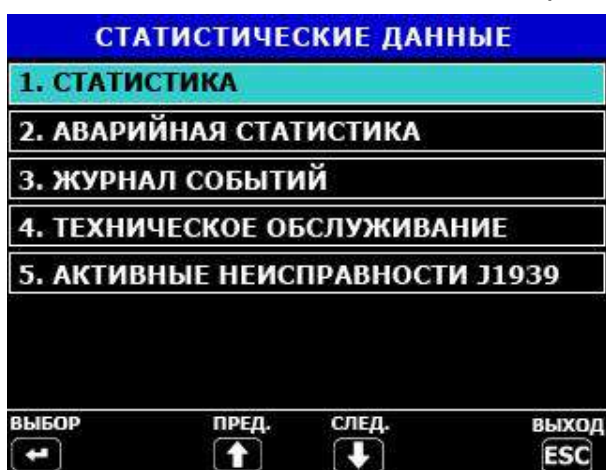 СТАТИСТИЧЕСКИЕ ДАННЫЕ
1. СТАТИСТИКА
2. АВАРИЙНАЯ СТАТИСТИКА
3. ЖУРНАЛ СОБЫТИЙ
4. ТЕХНИЧЕСКОЕ ОБСЛУЖИВАНИЕ
5. АКТИВНЫЕ НЕИСПРАВНОСТИ J1939
ВЫБОР ПРЕД. СЛЕД. ВЫХОД
ESC